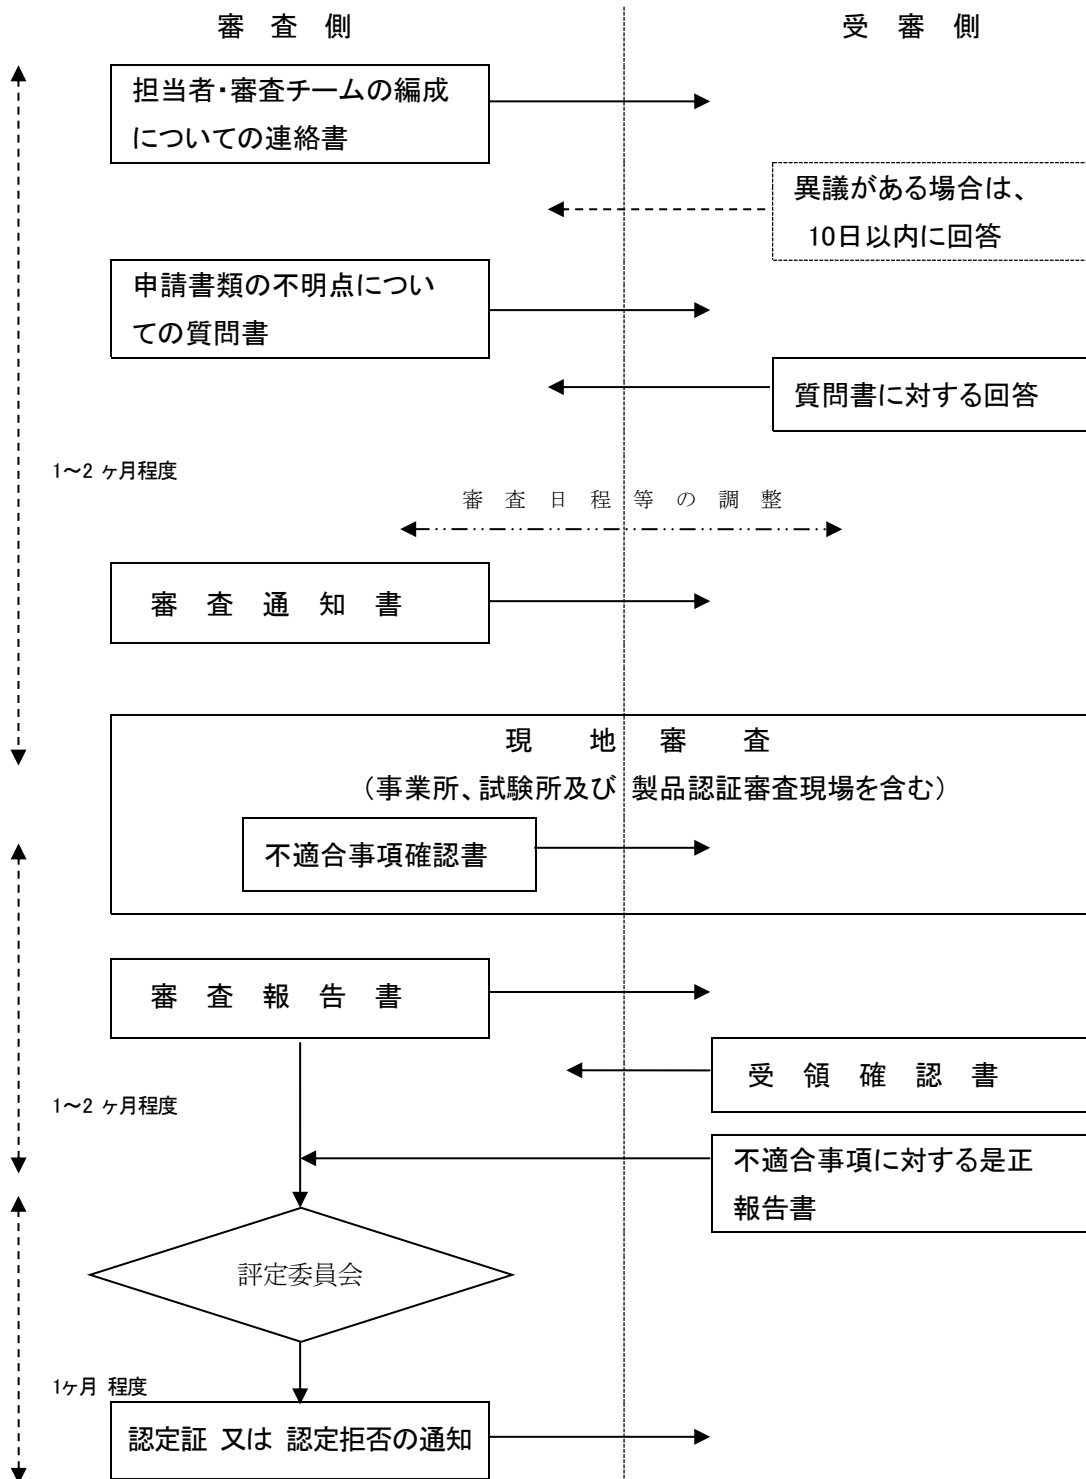 審 査 側
受 審 側
担当者・審査チームの編成
についての連絡書
異議がある場合は、
10日以内に回答
申請書類の不明点につい
ての質問書
質問書に対する回答
1～2 ヶ月程度
審 査 日 程 等 の 調 整
審 査 通 知 書
現 地 審 査
(事業所、試験所及び 製品認証審査現場を含む)
不適合事項確認書
審 査 報 告 書
受 領 確 認 書
1～2 ヶ月程度
不適合事項に対する是正
報告書
評定委員会
1ヶ月 程度
認定証 又は 認定拒否の通知